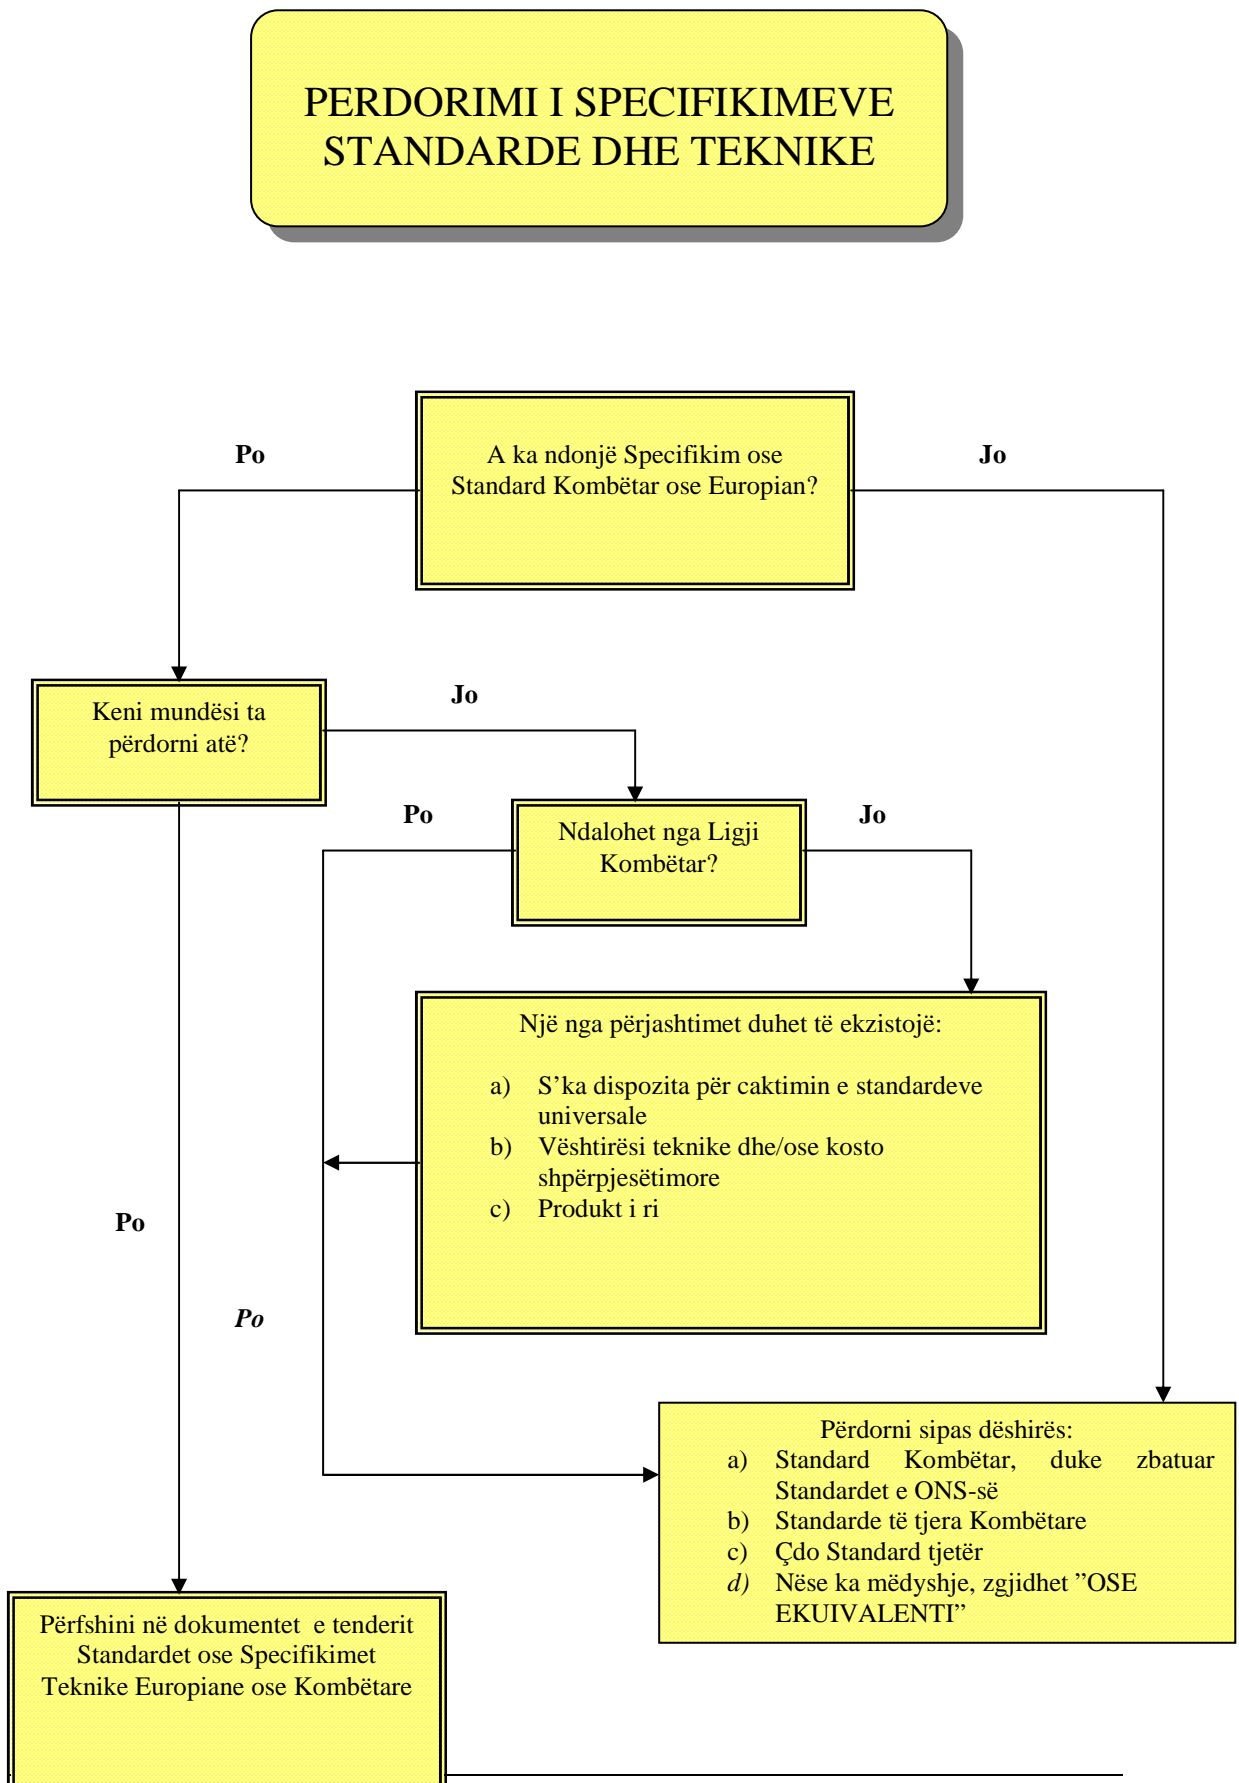 PERDORIMI I SPECIFIKIMEVE
STANDARDE DHE TEKNIKE
Po
A ka ndonjë Specifikim ose
Standard Kombëtar ose Europian?
Jo
Keni mundësi ta
përdorni atë?
Jo
Po
Ndalohet nga Ligji
Kombëtar?
Jo
Një nga përjashtimet duhet të ekzistojë:
a) S’ka dispozita për caktimin e standardeve
universale
b) Vështirësi teknike dhe/ose kosto
shpërpjesëtimore
c) Produkt i ri
Po
Po
Përdorni sipas dëshirës:
a) Standard Kombëtar, duke zbatuar
Standardet e ONS-së
b) Standarde të tjera Kombëtare
c) Çdo Standard tjetër
d) Nëse ka mëdyshje, zgjidhet ”OSE
EKUIVALENTI”
Përfshini në dokumentet e tenderit
Standardet ose Specifikimet
Teknike Europiane ose Kombëtare